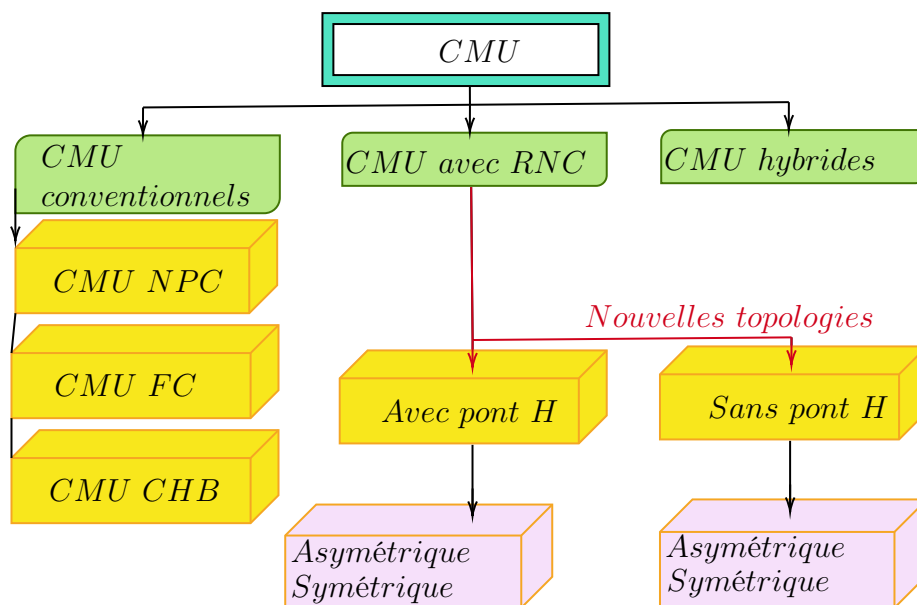 CMU
CMU
conventionnels
CMU avec RNC
CMU hybrides
CMU NPC
CMU FC
CMU CHB
Nouvelles topologies
Avec pont H
Sans pont H
Asymétrique
Symétrique
Asymétrique
Symétrique